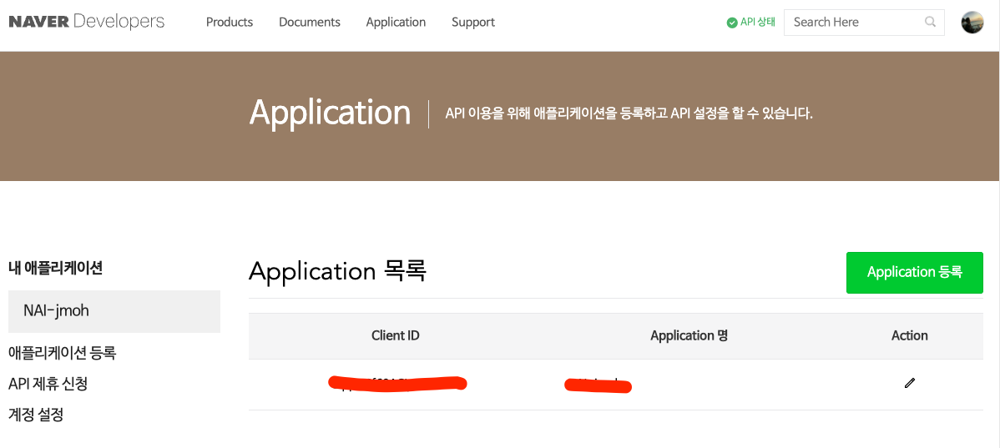 NAVER Developers
Products Documents Application Support
API 상태
Search Here
Application
API 이용을 위해 애플리케이션을 등록하고 API 설정을 할 수 있습니다.
내 애플리케이션
NAI-jmoh
애플리케이션 등록
API 제휴 신청
계정 설정
Application 목록
Application 등록
Client ID Application 명 Action